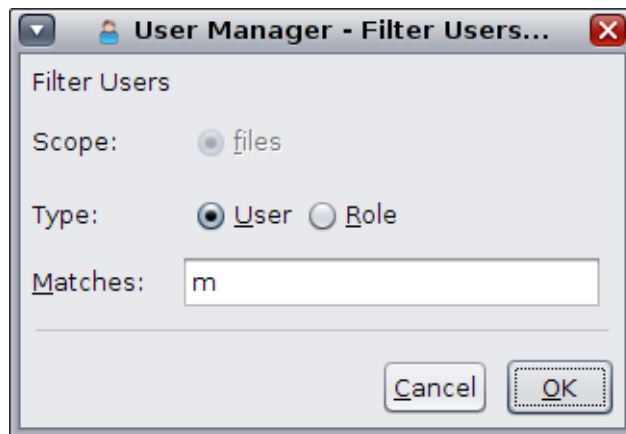 User Manager - Filter Users...
Filter Users
Scope: files
Type: User Role
Matches: m
Cancel OK